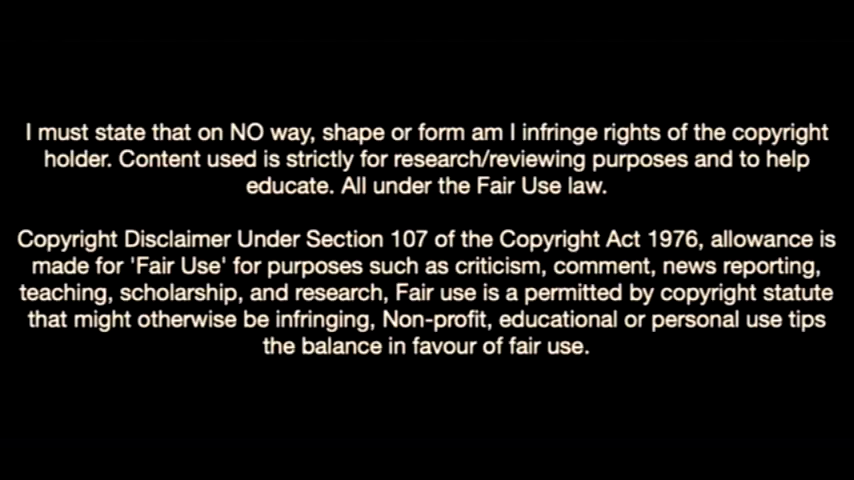 I must state that on NO way, shape or form am I infringe rights of the copyright
holder. Content used is strictly for research/reviewing purposes and to help
educate. All under the Fair Use law.
Copyright Disclaimer Under Section 107 of the Copyright Act 1976, allowance is
made for 'Fair Use' for purposes such as criticism, comment, news reporting,
teaching, scholarship, and research, Fair use is a permitted by copyright statute
that might otherwise be infringing, Non-profit, educational or personal use tips
the balance in favour of fair use.